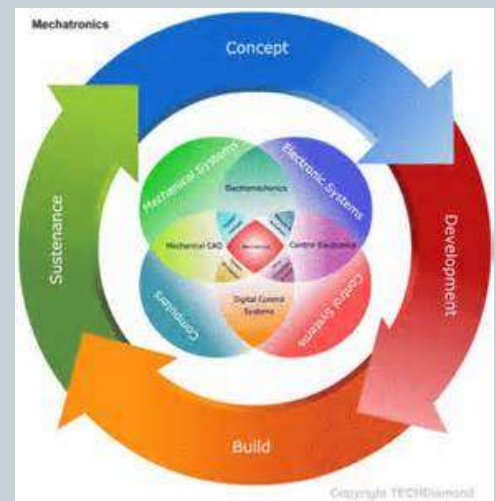 Mechatronics
Concept
Mechanical Systems
Electronic Systems
Electromechanics
Sustenance
Mechanical CAD
Control Electronics
Development
Computers
Digital Control
Systems
Control Systems
Build
Copyright TECHDiamond